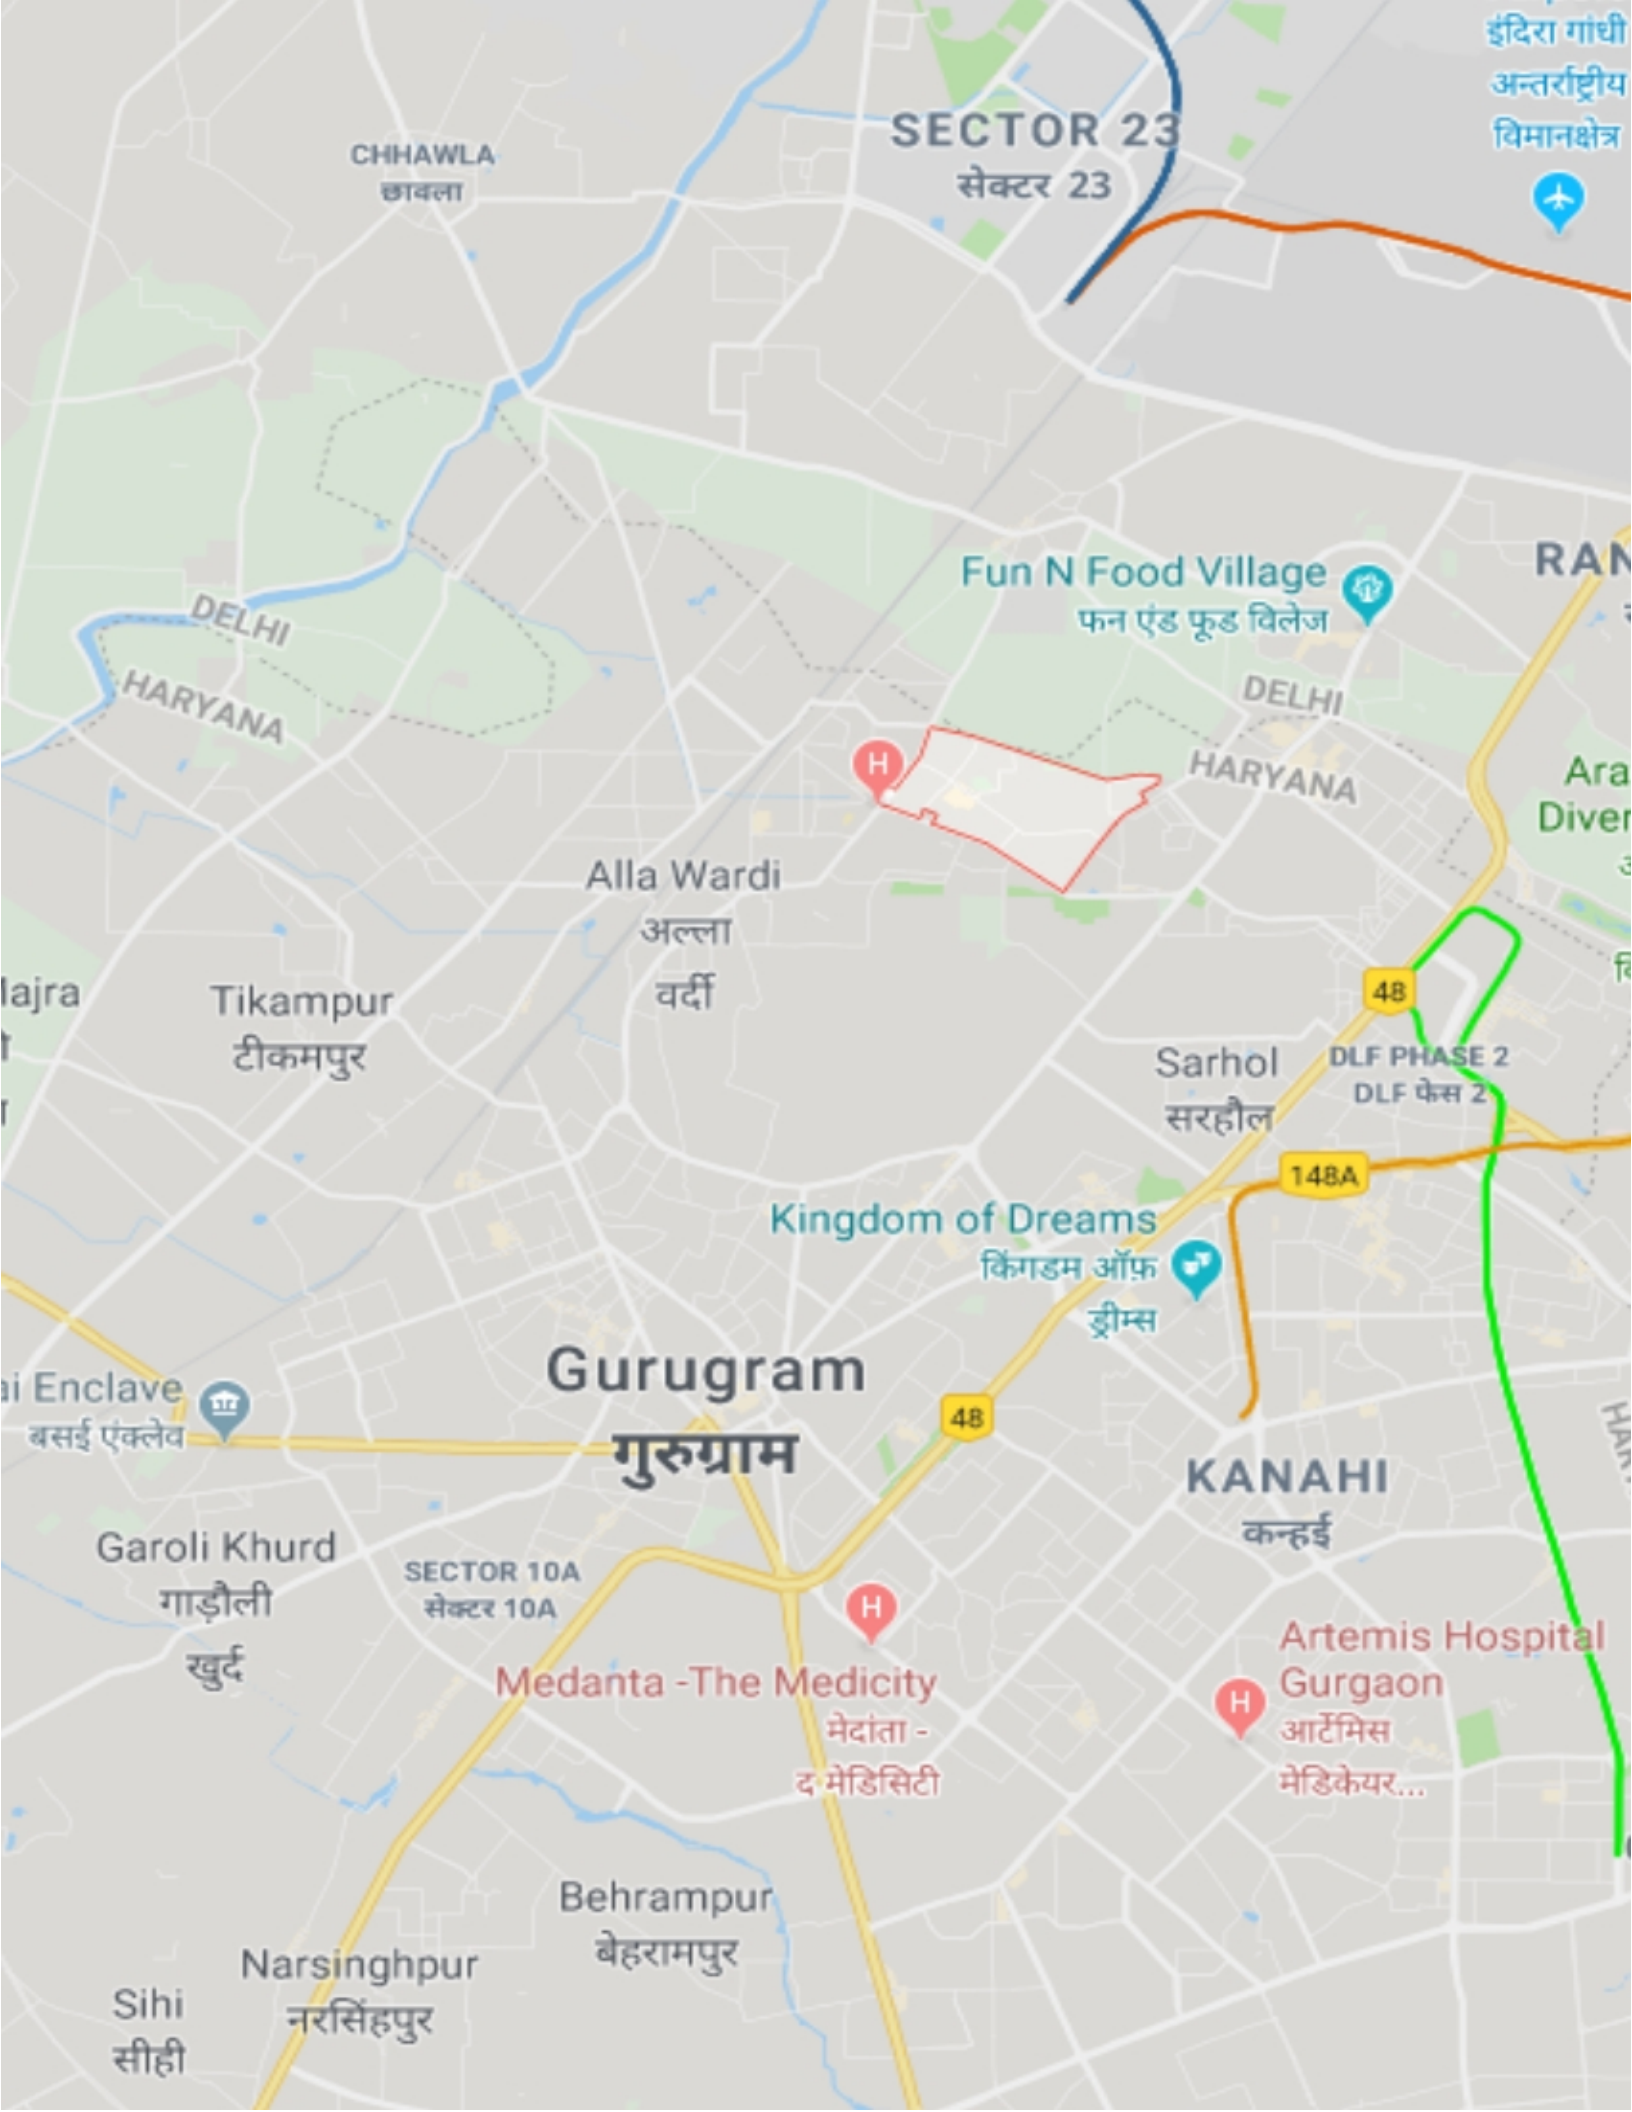 इंदिरा गांधी
अन्तर्राष्ट्रीय
विमानक्षेत्र
SECTOR 23
सेक्टर 23
CHHAWLA
छावला
Fun N Food Village
फन एंड फूड विलेज
RAN
DELHI
HARYANA
DELHI
HARYANA
H
Ara
Diver
Alla Wardi
अल्ला
वर्दी
48
lajra
Tikampur
टीकमपुर
Sarhol
सरहौल
DLF PHASE 2
DLF फेस 2
148A
Kingdom of Dreams
किंगडम ऑफ़
ड्रीम्स
Gurugram
गुरुग्राम
ai Enclave
बसई एंक्लेव
48
KANAHI
कन्हई
HARY
Garoli Khurd
गाड़ौली
खुर्द
SECTOR 10A
सेक्टर 10A
H
Medanta -The Medicity
मेदांता -
द मेडिसिटी
H
Artemis Hospital
Gurgaon
आर्टेमिस
मेडिकेयर...
Behrampur
बेहरामपुर
Narsinghpur
नरसिंहपुर
Sihi
सीही